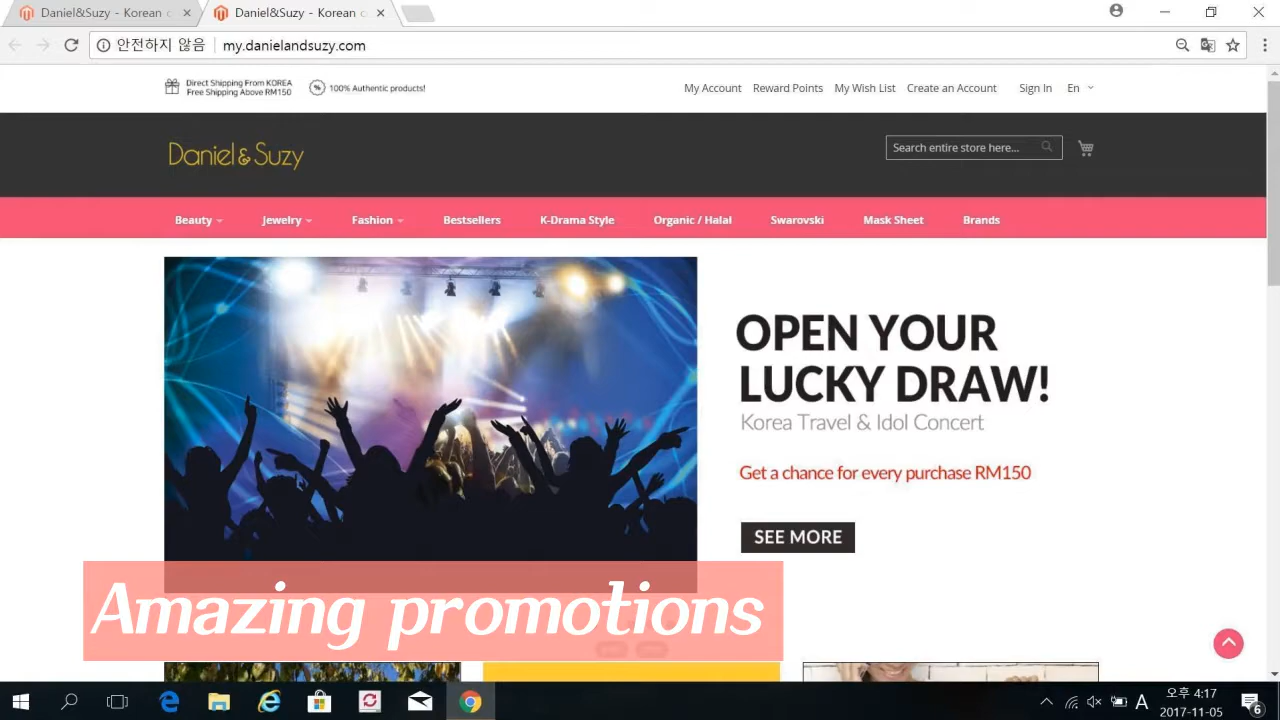 Daniel&Suzy - Korean c
Daniel&Suzy - Korean c
안전하지 않음
my.danielandsuzy.com
Direct Shipping From KOREA
Free Shipping Above RM150
100% Authentic products!
My Account
Reward Points
My Wish List
Create an Account
Sign In
En
Daniel&Suzy
Search entire store here...
Beauty
Jewelry
Fashion
Bestsellers
K-Drama Style
Organic / Halal
Swarovski
Mask Sheet
Brands
OPEN YOUR
LUCKY DRAW!
Korea Travel & Idol Concert
Get a chance for every purchase RM150
SEE MORE
Amazing promotions
A
오후 4:17
2017-11-05
6